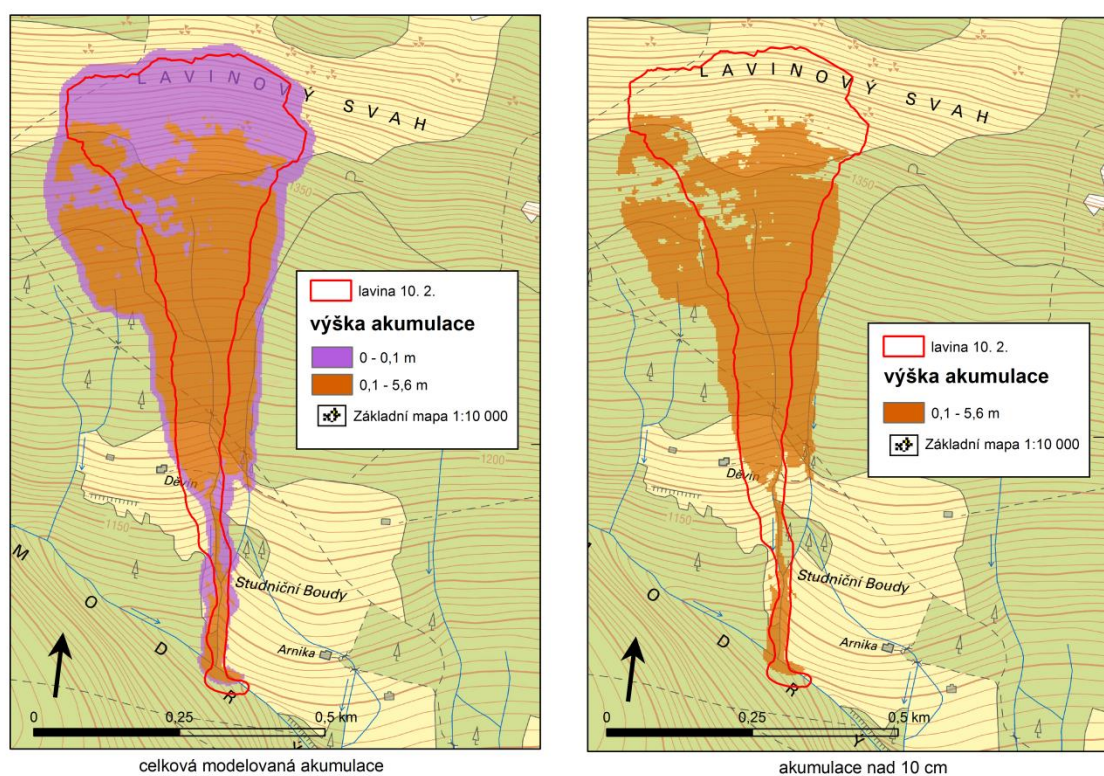 LAVINOVÝ SVAH
1350
lavina 10. 2.
výška akumulace
0 - 0,1 m
0,1 - 5,6 m
Základní mapa 1:10 000
1200
Děvín
1150
M O D R Ý
Studniční Boudy
Arnika
0 0,25 0,5 km
celková modelovaná akumulace
LAVINOVÝ SVAH
1350
lavina 10. 2.
výška akumulace
0,1 - 5,6 m
Základní mapa 1:10 000
1200
Děvín
1150
O D R Ý
Studniční Boudy
Arnika
0 0,25 0,5 km
akumulace nad 10 cm